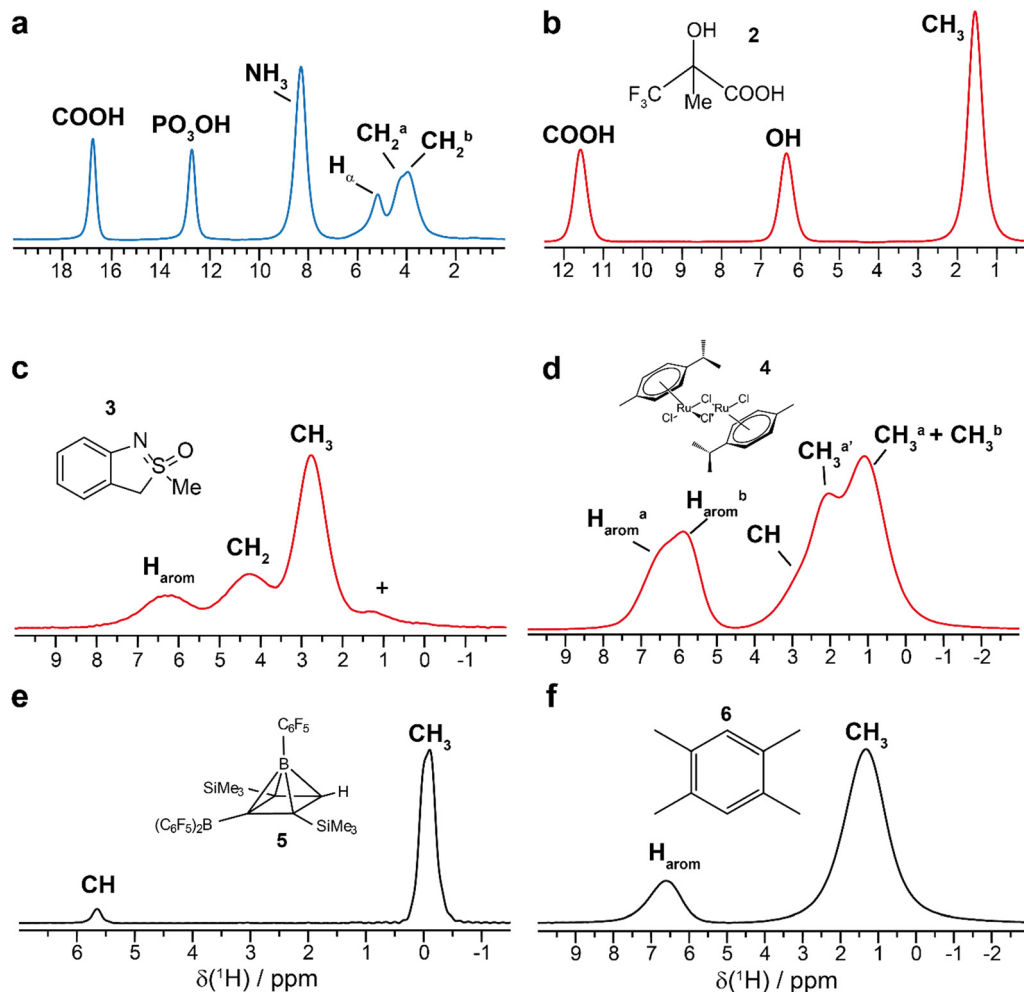 a
COOH
PO₃OH
NH₃
Hα
CH₂ᵃ
CH₂ᵇ
18 16 14 12 10 8 6 4 2
b
OH
2
F₃C
Me
COOH
COOH
OH
CH₃
12 11 10 9 8 7 6 5 4 3 2 1
c
3
N
S
O
Me
Harom
CH₂
CH₃
+
9 8 7 6 5 4 3 2 1 0 -1
d
4
Cl Ru
Cl
Ru Cl
Cl
Haromᵃ
Haromᵇ
CH
CH₃ᵃ'
CH₃ᵃ + CH₃ᵇ
9 8 7 6 5 4 3 2 1 0 -1 -2
e
C₆F₅
B
SiMe₃
H
(C₆F₅)₂B
SiMe₃
5
CH
CH₃
6 5 4 3 2 1 0 -1
δ(¹H) / ppm
f
6
Harom
CH₃
9 8 7 6 5 4 3 2 1 0 -1 -2
δ(¹H) / ppm